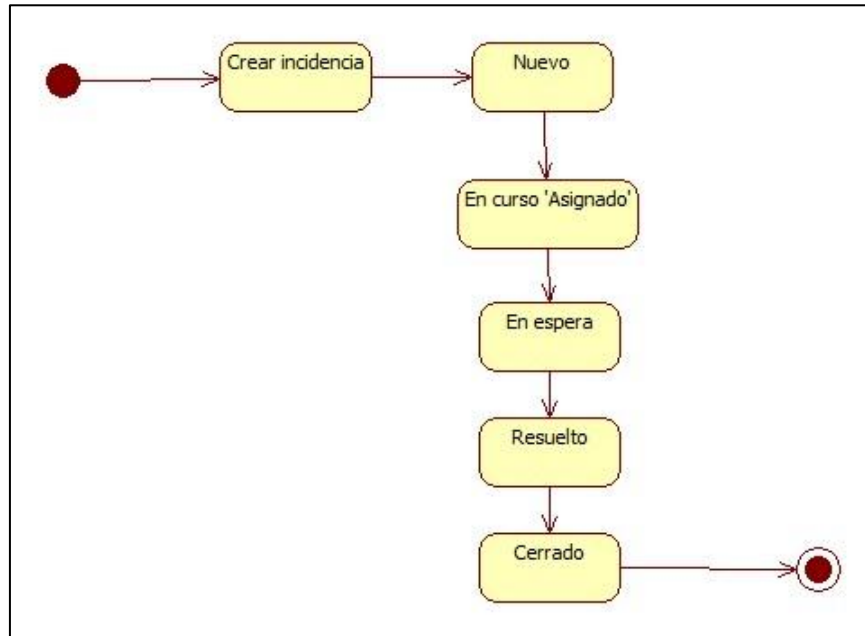 Crear incidencia
Nuevo
En curso 'Asignado'
En espera
Resuelto
Cerrado